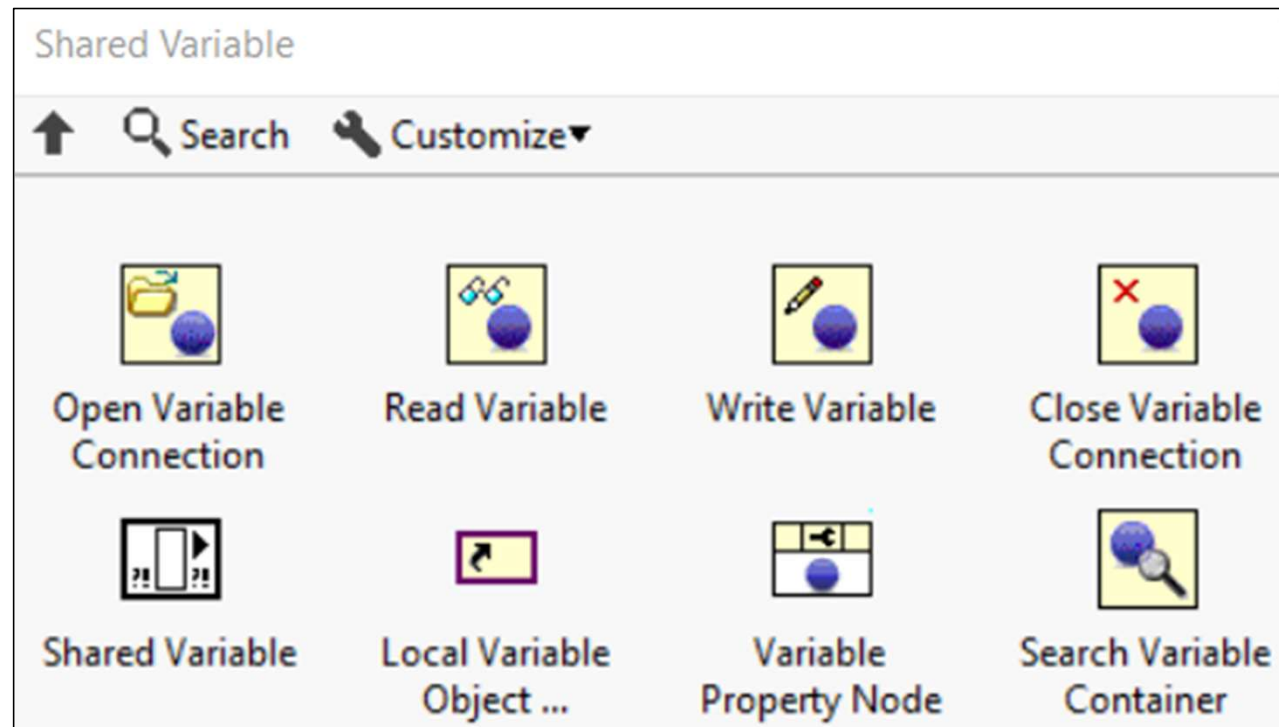 Shared Variable
Search Customize
Open Variable Connection
Read Variable
Write Variable
Close Variable Connection
Shared Variable
Local Variable Object ...
Variable Property Node
Search Variable Container